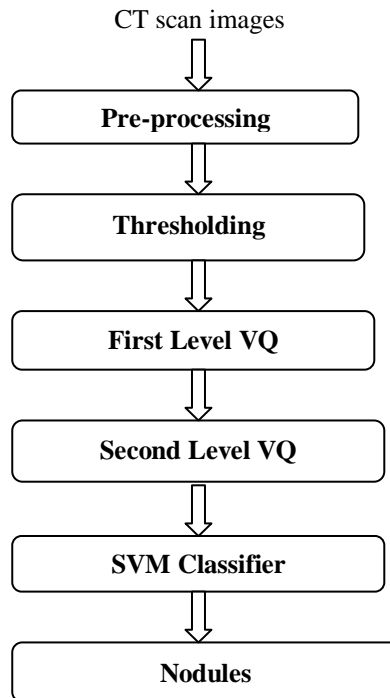 CT scan images
Pre-processing
Thresholding
First Level VQ
Second Level VQ
SVM Classifier
Nodules